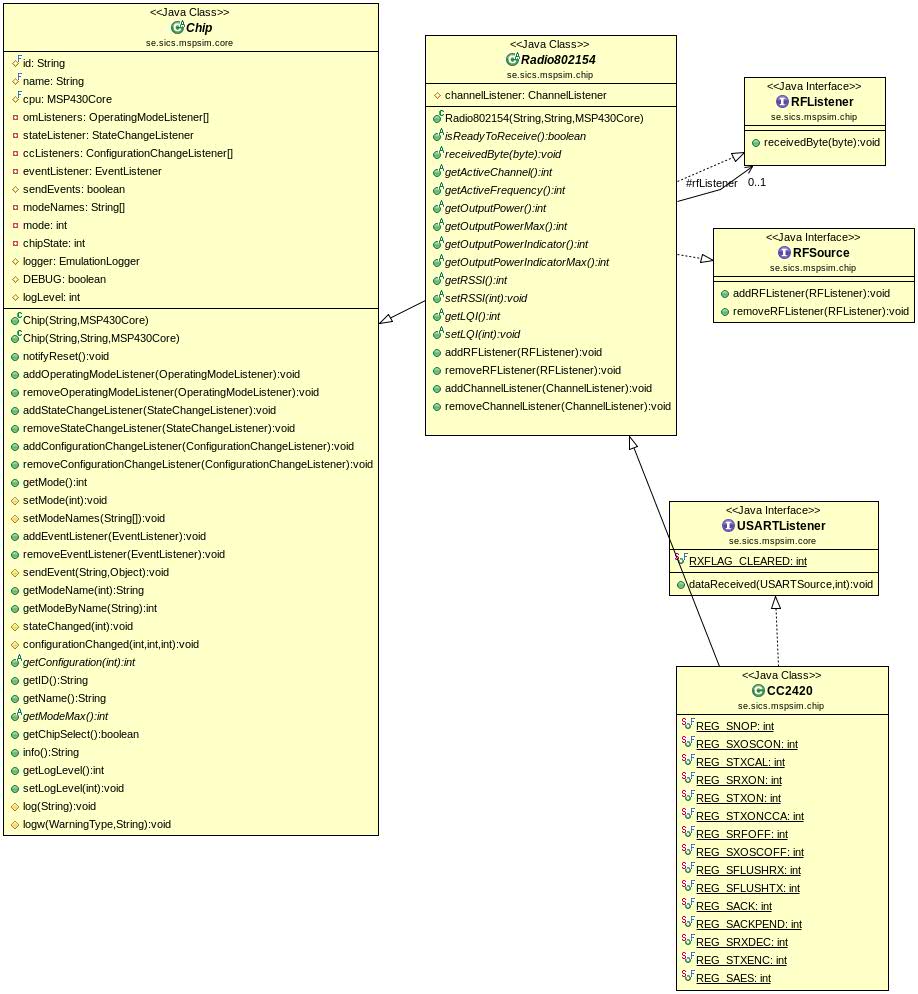 <<Java Class>>
Chip
se.sics.mspsim.core
id: String
name: String
cpu: MSP430Core
omListeners: OperatingModeListener[]
stateListener: StateChangeListener
ccListeners: ConfigurationChangeListener[]
eventListener: EventListener
sendEvents: boolean
modeNames: String[]
mode: int
chipState: int
logger: EmulationLogger
DEBUG: boolean
logLevel: int
Chip(String,MSP430Core)
Chip(String,String,MSP430Core)
notifyReset():void
addOperatingModeListener(OperatingModeListener):void
removeOperatingModeListener(OperatingModeListener):void
addStateChangeListener(StateChangeListener):void
removeStateChangeListener(StateChangeListener):void
addConfigurationChangeListener(ConfigurationChangeListener):void
removeConfigurationChangeListener(ConfigurationChangeListener):void
getMode():int
setMode(int):void
setModeNames(String[]):void
addEventListener(EventListener):void
removeEventListener(EventListener):void
sendEvent(String,Object):void
getModeName(int):String
getModeByName(String):int
stateChanged(int):void
configurationChanged(int,int,int):void
getConfiguration(int):int
getID():String
getName():String
getModeMax():int
getChipSelect():boolean
info():String
getLogLevel():int
setLogLevel(int):void
log(String):void
logw(WarningType,String):void
<<Java Class>>
Radio802154
se.sics.mspsim.chip
channelListener: ChannelListener
Radio802154(String,String,MSP430Core)
isReadyToReceive():boolean
receivedByte(byte):void
getActiveChannel():int
getActiveFrequency():int
getOutputPower():int
getOutputPowerMax():int
getOutputPowerIndicator():int
getOutputPowerIndicatorMax():int
getRSSI():int
setRSSI(int):void
getLQI():int
setLQI(int):void
addRFListener(RFListener):void
removeRFListener(RFListener):void
addChannelListener(ChannelListener):void
removeChannelListener(ChannelListener):void
<<Java Interface>>
RFListener
se.sics.mspsim.chip
receivedByte(byte):void
#rfListener 0..1
<<Java Interface>>
RFSource
se.sics.mspsim.chip
addRFListener(RFListener):void
removeRFListener(RFListener):void
<<Java Interface>>
USARTListener
se.sics.mspsim.core
RXFLAG_CLEARED: int
dataReceived(USARTSource,int):void
<<Java Class>>
CC2420
se.sics.mspsim.chip
REG_SNOP: int
REG_SXOSCON: int
REG_STXCAL: int
REG_SRXON: int
REG_STXON: int
REG_STXONCCA: int
REG_SRFOFF: int
REG_SXOSCOFF: int
REG_SFLUSHRX: int
REG_SFLUSHTX: int
REG_SACK: int
REG_SACKPEND: int
REG_SRXDEC: int
REG_STXENC: int
REG_SAES: int